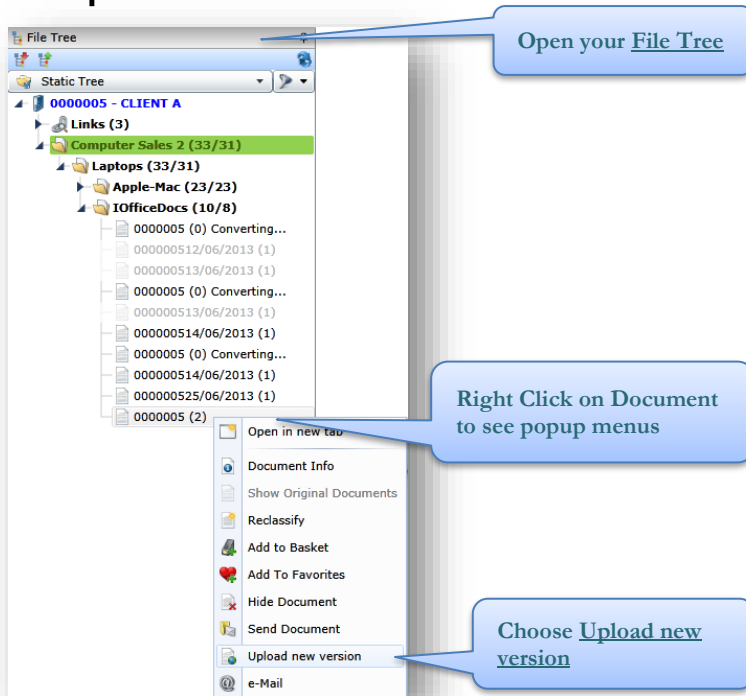 File Tree
Open your File Tree
Static Tree
0000005 - CLIENT A
Links (3)
Computer Sales 2 (33/31)
Laptops (33/31)
Apple-Mac (23/23)
IOfficeDocs (10/8)
0000005 (0) Converting...
000000512/06/2013 (1)
000000513/06/2013 (1)
0000005 (0) Converting...
000000513/06/2013 (1)
000000514/06/2013 (1)
0000005 (0) Converting...
000000514/06/2013 (1)
000000525/06/2013 (1)
0000005 (2)
Right Click on Document
to see popup menus
Open in new tab
Document Info
Show Original Documents
Reclassify
Add to Basket
Add To Favorites
Hide Document
Send Document
Upload new version
e-Mail
Choose Upload new
version